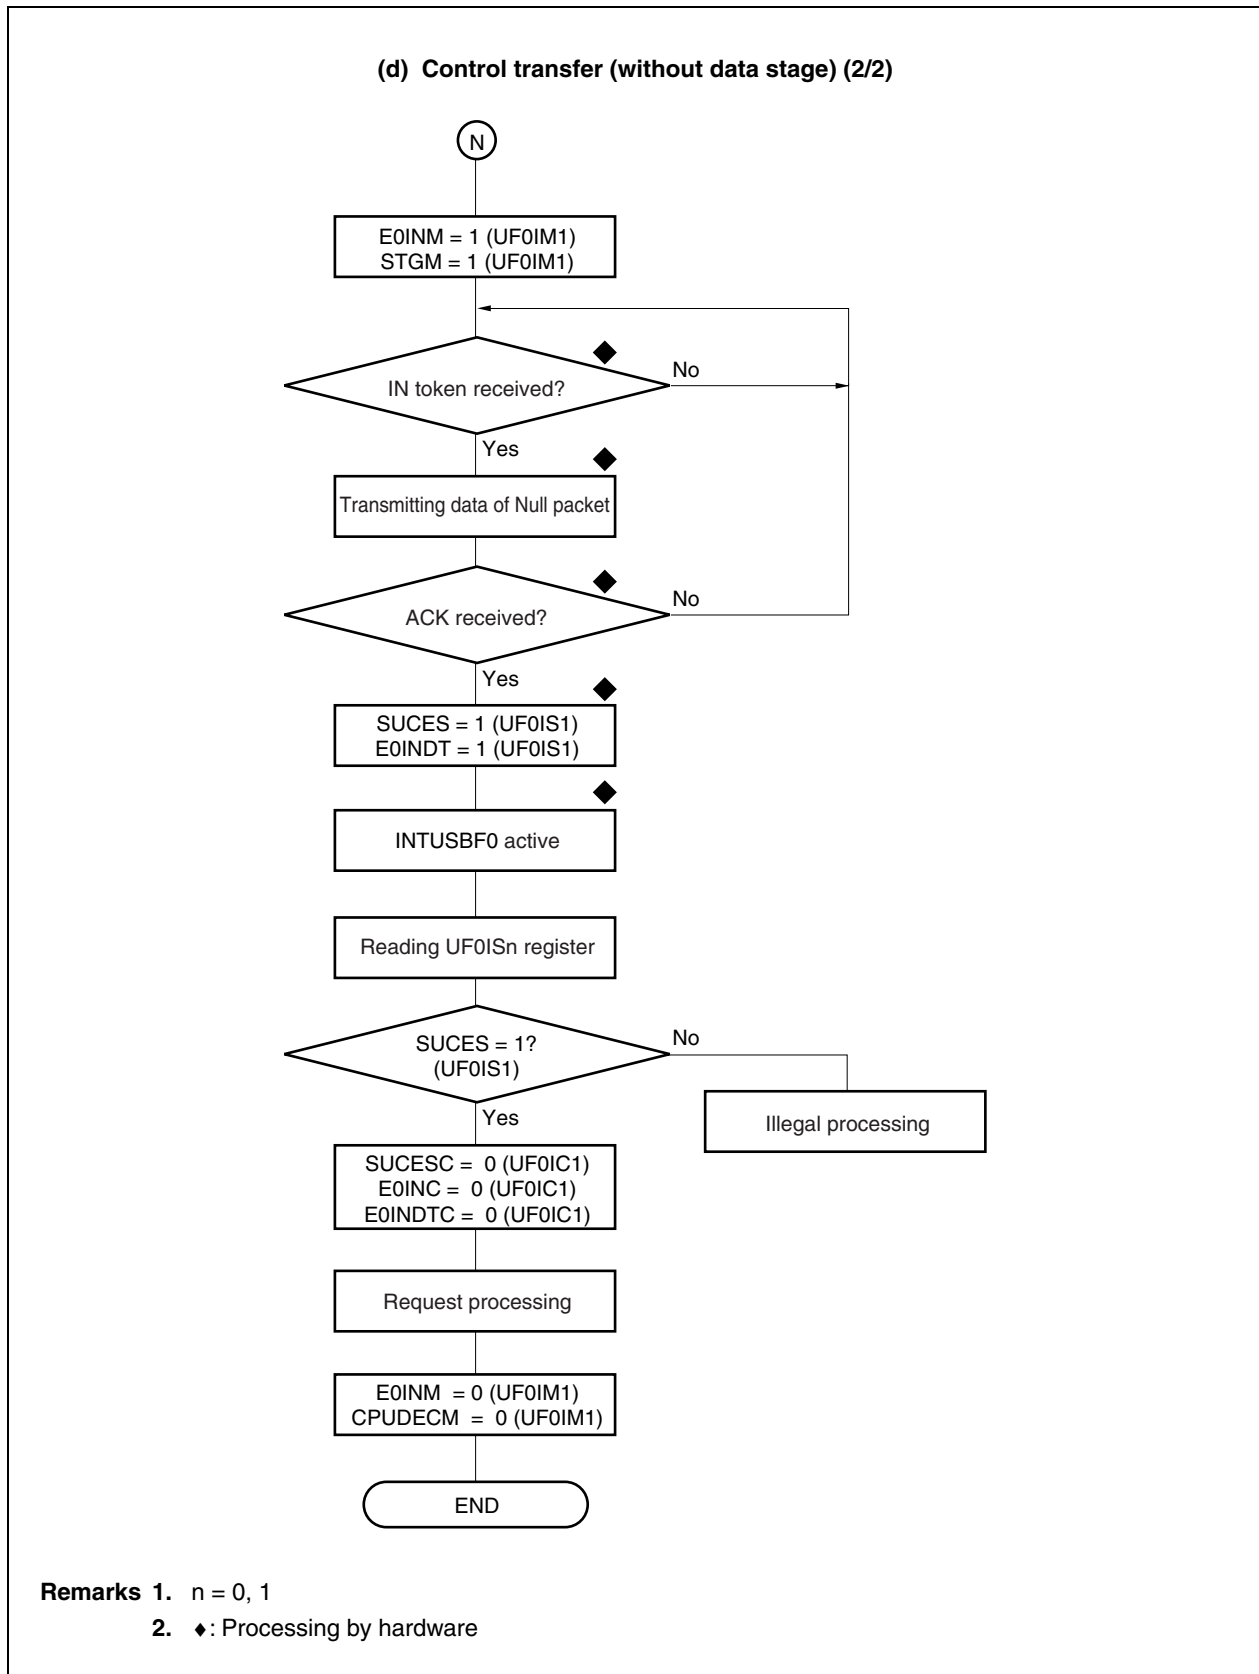 (d) Control transfer (without data stage) (2/2)
N
E0INM = 1 (UF0IM1)
STGM = 1 (UF0IM1)
IN token received?
No
Yes
Transmitting data of Null packet
ACK received?
No
Yes
SUCES = 1 (UF0IS1)
E0INDT = 1 (UF0IS1)
INTUSBF0 active
Reading UF0ISn register
SUCES = 1?
(UF0IS1)
No
Illegal processing
Yes
SUCESC = 0 (UF0IC1)
E0INC = 0 (UF0IC1)
E0INDTC = 0 (UF0IC1)
Request processing
E0INM = 0 (UF0IM1)
CPUDECM = 0 (UF0IM1)
END
Remarks 1. n = 0, 1
2. ♦: Processing by hardware